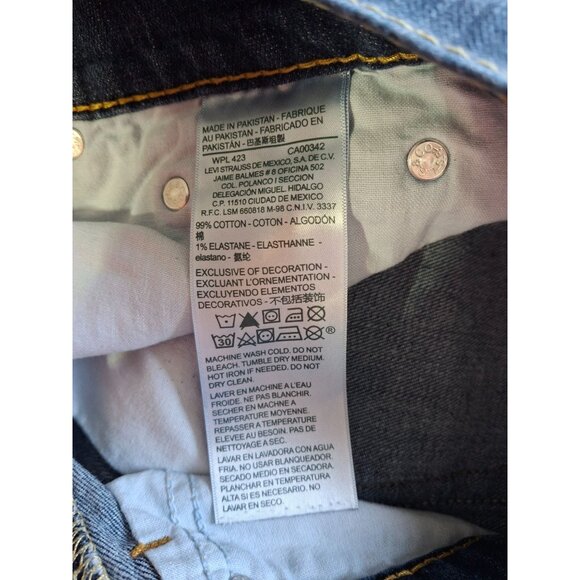 MADE IN PAKISTAN - FABRIQUE
AU PAKISTAN - FABRICADO EN
PAKISTÁN - 巴基斯坦製
WPL 423 CA00342
LEVI STRAUSS DE MEXICO, S.A. DE C.V.
JAIME BALMES # 8 OFICINA 502
COL. POLANCO I SECCION
DELEGACIÓN MIGUEL HIDALGO
C.P. 11510 CIUDAD DE MEXICO
R.F.C. LSM 660818 M-98 C.N.I.V. 3337
99% COTTON - COTON - ALGODÓN
棉
1% ELASTANE - ELASTHANNE -
elastano - 氨纶
EXCLUSIVE OF DECORATION -
EXCLUANT L'ORNEMENTATION -
EXCLUYENDO ELEMENTOS
DECORATIVOS - 不包括装饰
30 ®
MACHINE WASH COLD. DO NOT
BLEACH. TUMBLE DRY MEDIUM.
HOT IRON IF NEEDED. DO NOT
DRY CLEAN.
LAVER EN MACHINE A L'EAU
FROIDE. NE PAS BLANCHIR.
SECHER EN MACHINE A
TEMPERATURE MOYENNE.
REPASSER A TEMPERATURE
ELEVEE AU BESOIN. PAS DE
NETTOYAGE A SEC.
LAVAR EN LAVADORA CON AGUA
FRIA. NO USAR BLANQUEADOR.
SECADO MEDIO EN SECADORA.
PLANCHAR EN TEMPERATURA
ALTA SI ES NECESARIO. NO
LAVAR EN SECO.